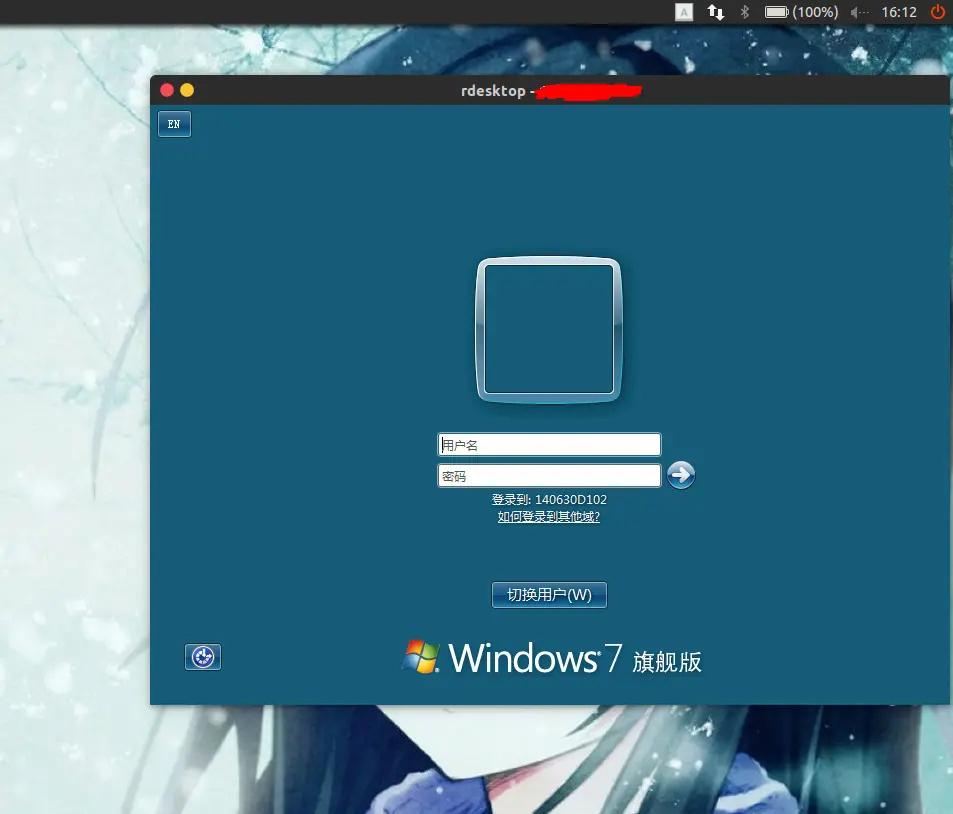 A (100%) 16:12
rdesktop -
EN
用户名
密码
登录到: 140630D102
如何登录到其他域?
切换用户(W)
Windows 7 旗舰版